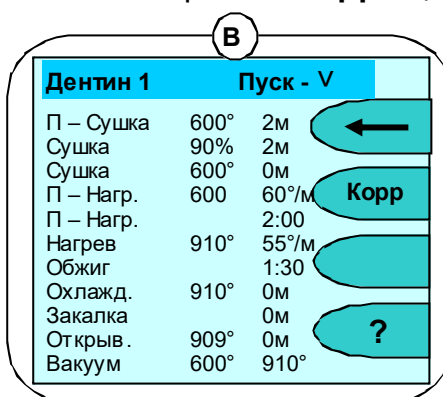 В
Дентин 1 Пуск - V
П – Сушка 600° 2м
Сушка 90% 2м
Сушка 600° 0м
П – Нагр. 600 60°/м Корр
П – Нагр. 2:00
Нагрев 910° 55°/м
Обжиг 1:30
Охлажд. 910° 0м
Закалка 0м
Открыв. 909° 0м ?
Вакуум 600° 910°